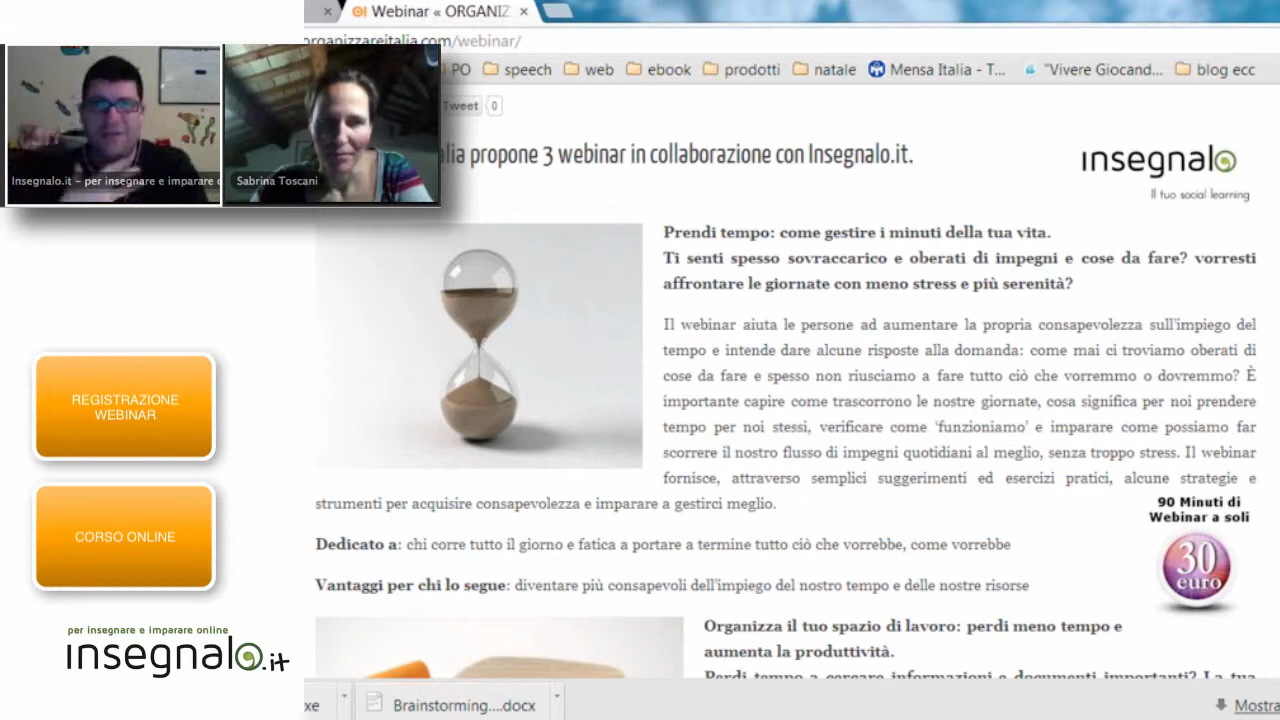 Webinar « ORGANIZ
organizzareitalia.com/webinar/
PO speech web ebook prodotti natale Mensa Italia - T... "Vivere Giocand... blog ecc
Tweet 0
Insegnalo.it – per insegnare e imparare o
Sabrina Toscani
alia propone 3 webinar in collaborazione con Insegnalo.it.
insegnalo
Il tuo social learning
Prendi tempo: come gestire i minuti della tua vita.
Ti senti spesso sovraccarico e oberati di impegni e cose da fare? vorresti
affrontare le giornate con meno stress e più serenità?
Il webinar aiuta le persone ad aumentare la propria consapevolezza sull'impiego del
tempo e intende dare alcune risposte alla domanda: come mai ci troviamo oberati di
cose da fare e spesso non riusciamo a fare tutto ciò che vorremmo o dovremmo? È
importante capire come trascorrono le nostre giornate, cosa significa per noi prendere
tempo per noi stessi, verificare come 'funzioniamo' e imparare come possiamo far
scorrere il nostro flusso di impegni quotidiani al meglio, senza troppo stress. Il webinar
fornisce, attraverso semplici suggerimenti ed esercizi pratici, alcune strategie e
strumenti per acquisire consapevolezza e imparare a gestirci meglio.
90 Minuti di
Webinar a soli
30
euro
Dedicato a: chi corre tutto il giorno e fatica a portare a termine tutto ciò che vorrebbe, come vorrebbe
Vantaggi per chi lo segue: diventare più consapevoli dell'impiego del nostro tempo e delle nostre risorse
Organizza il tuo spazio di lavoro: perdi meno tempo e
aumenta la produttività.
Perdi tempo a cercare informazioni e documenti importanti? La tua
REGISTRAZIONE
WEBINAR
CORSO ONLINE
per insegnare e imparare online
insegnalo.it
xe
Brainstorming....docx
Mostra